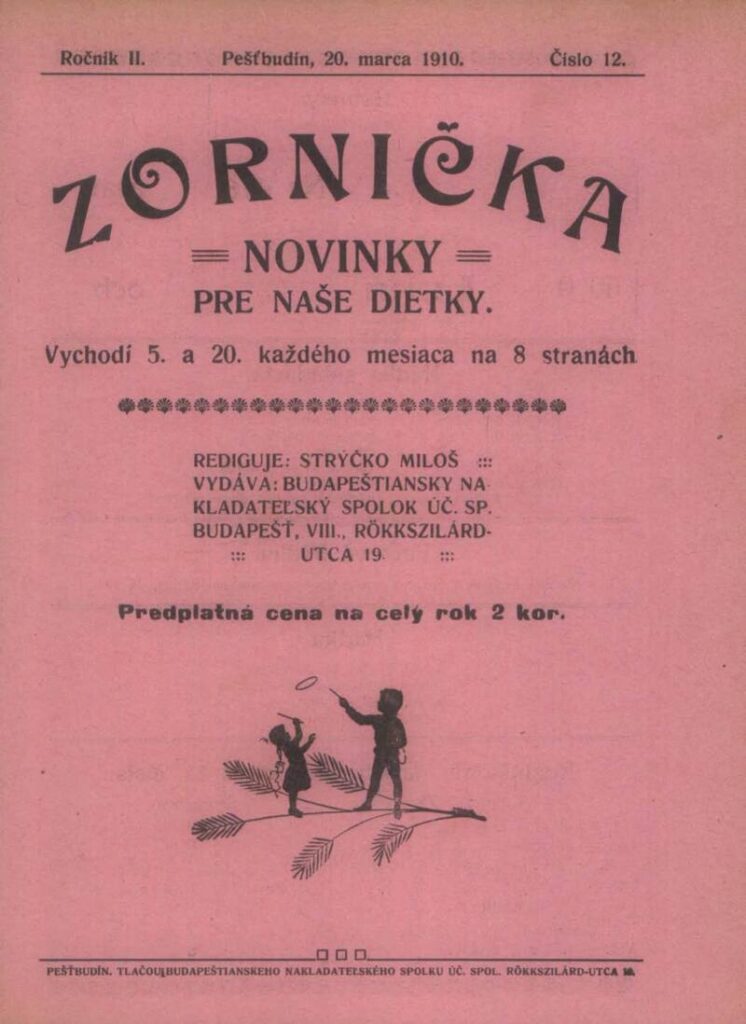 Ročník II. Pešťbudín, 20. marca 1910. Číslo 12.
ZORNIČKA
NOVINKY
PRE NAŠE DIETKY.
Vychodí 5. a 20. každého mesiaca na 8 stranách
REDIGUJE: STRÝČKO MILOŠ :::
VYDÁVA: BUDAPEŠTIANSKY NA-
KLADATEĽSKÝ SPOLOK ÚČ. SP.
BUDAPEŠŤ, VIII., RÖKKSZILÁRD-
::: UTCA 19. :::
Predplatná cena na celý rok 2 kor.
PEŠŤBUDÍN. TLAČOU BUDAPEŠTIANSKEHO NAKLADATEĽSKÉHO SPOLKU ÚČ. SPOL. RÖKKSZILÁRD-UTCA 19.